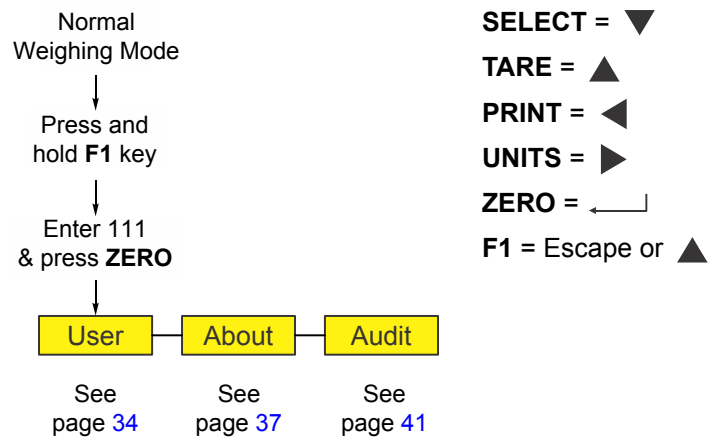 Normal
Weighing Mode
Press and
hold F1 key
Enter 111
& press ZERO
User
About
Audit
See
page 34
See
page 37
See
page 41
SELECT = ▼
TARE = ▲
PRINT = ◀
UNITS = ▶
ZERO = ↵
F1 = Escape or ▲